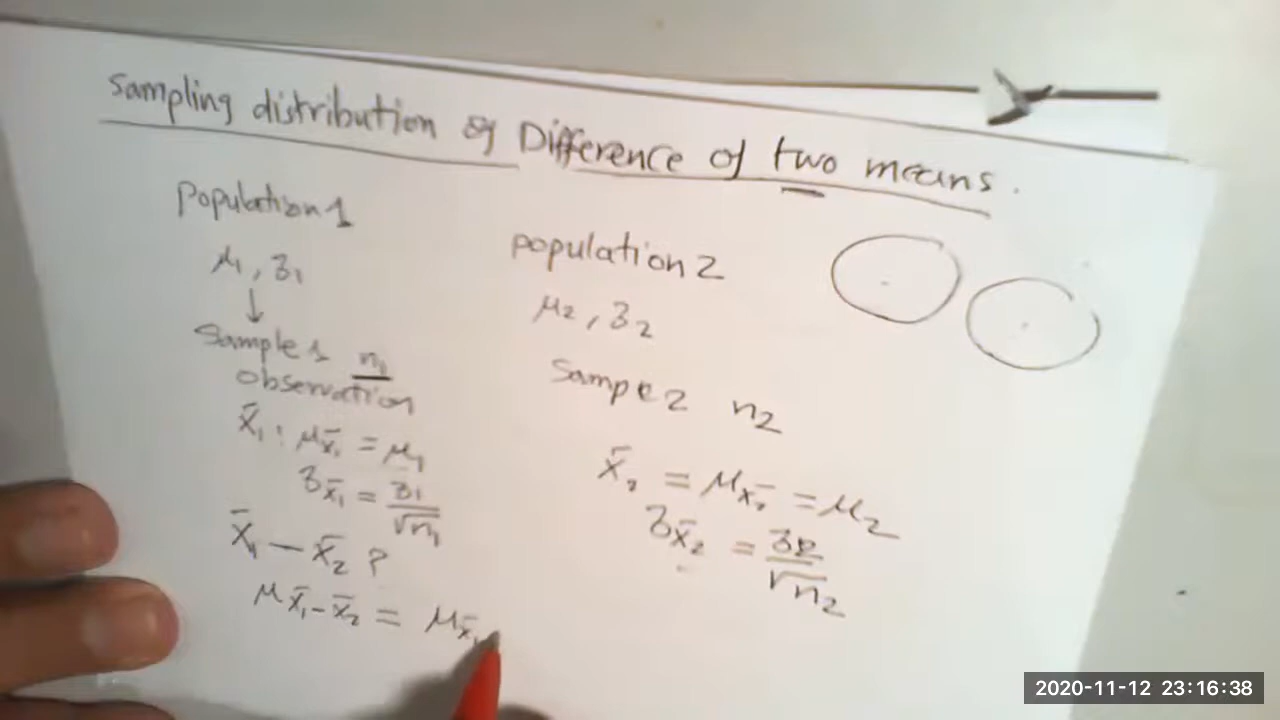 Sampling distribution of Difference of two means.
Population 1
μ1, σ1
Sample 1 n1
observation
x̄1 : μx̄1 = μ1
σx̄1 = σ1/√n1
x̄1 - x̄2 ?
μx̄1-x̄2 = μx̄1
population 2
μ2, σ2
Sampe 2 n2
x̄2 = μx̄2 = μ2
σx̄2 = σ2/√n2
2020-11-12 23:16:38